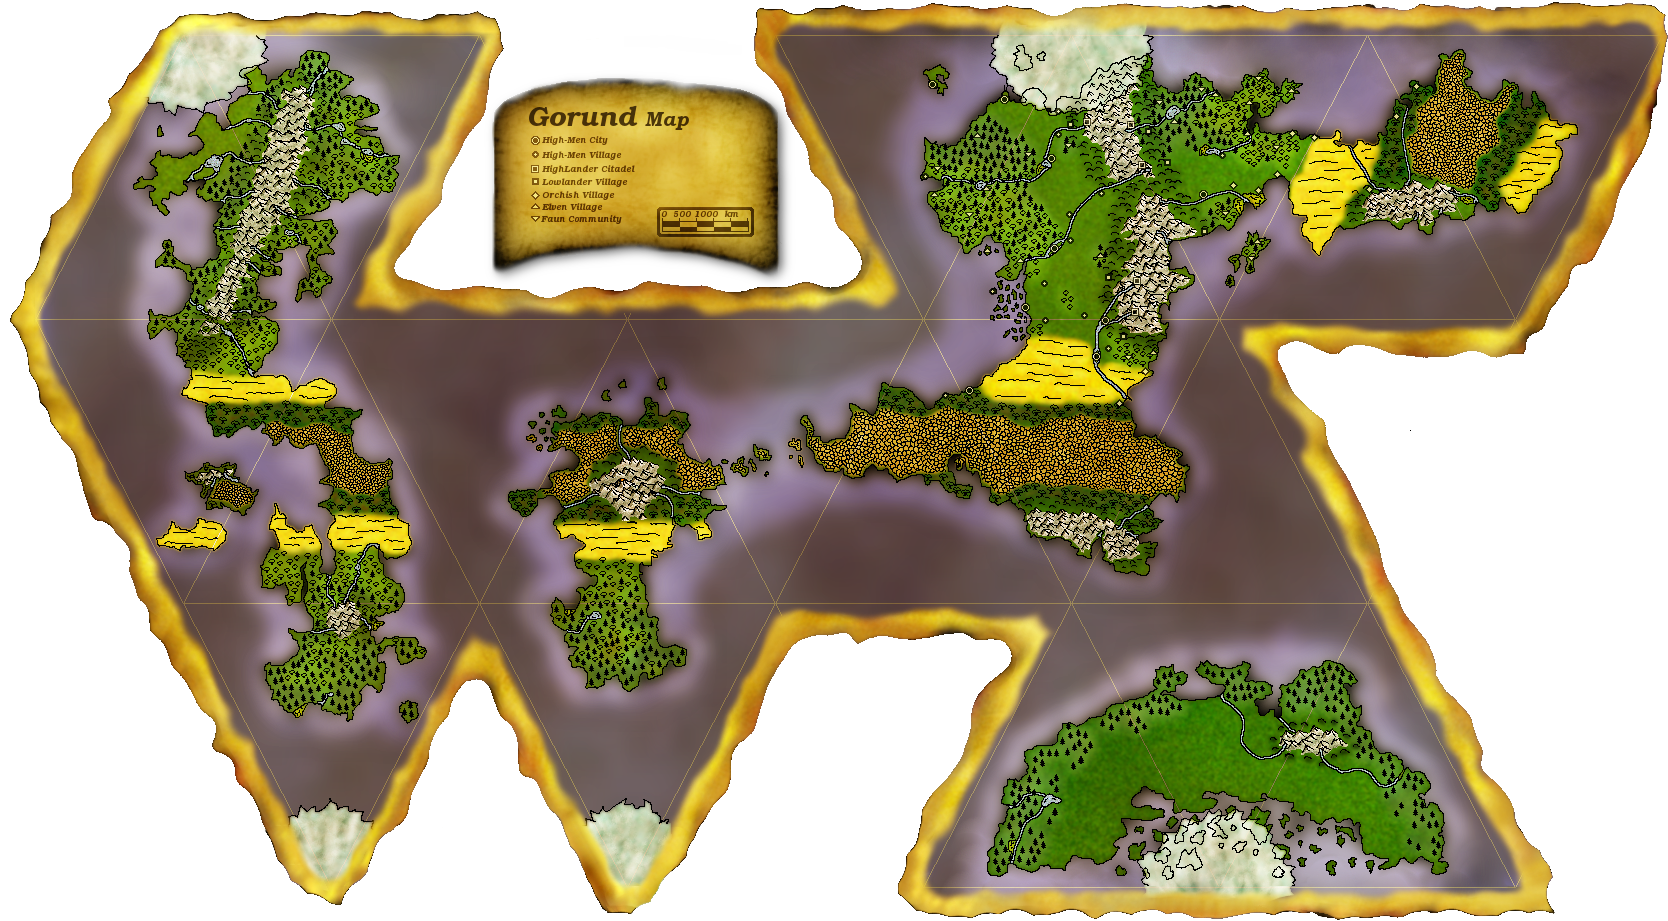 Gorund Map
High-Men City
High-Men Village
HighLander Citadel
Lowlander Village
Orchish Village
Elven Village
Faun Community
0 500 1000 km